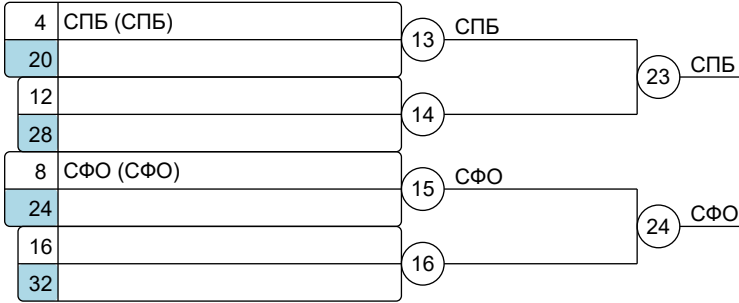 4 СПБ (СПБ)
13 СПБ
20
23 СПБ
12
14
28
8 СФО (СФО)
15 СФО
24
24 СФО
16
16
32